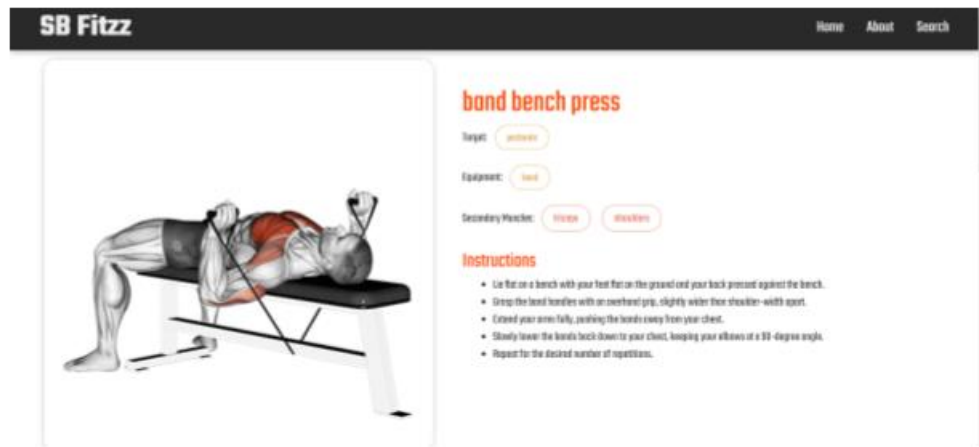 SB Fitzz
Home About Search
band bench press
Target: pectorals
Equipment: band
Secondary Muscles: triceps shoulders
Instructions
Lie flat on a bench with your feet flat on the ground and your back pressed against the bench.
Grasp the band handles with an overhand grip, slightly wider than shoulder-width apart.
Extend your arms fully, pushing the bands away from your chest.
Slowly lower the bands back down to your chest, keeping your elbows at a 90-degree angle.
Repeat for the desired number of repetitions.